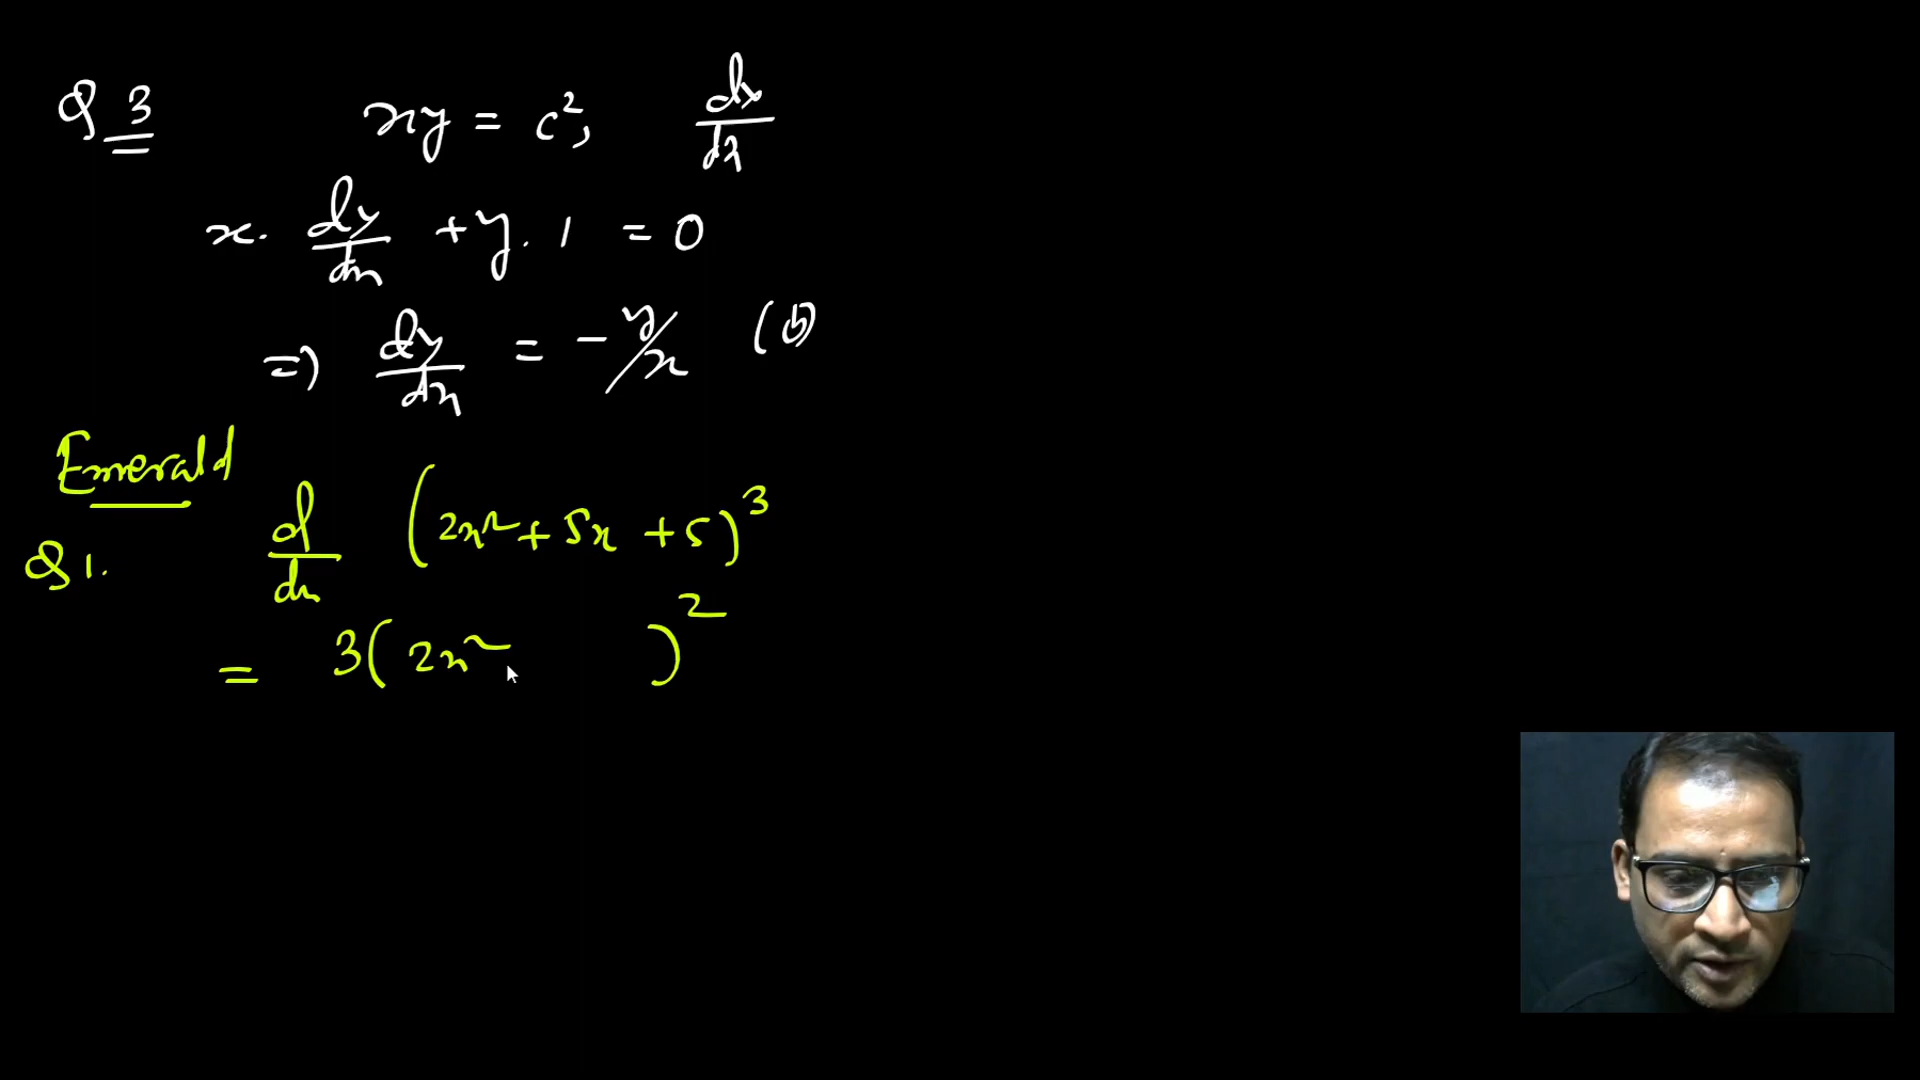 Q 3 xy = c², dy/dx
x. dy/dx + y. 1 = 0
=> dy/dx = - y/x (b)
Emerald
Q1. d/dx (2x² + 5x + 5)³
= 3(2x² )²